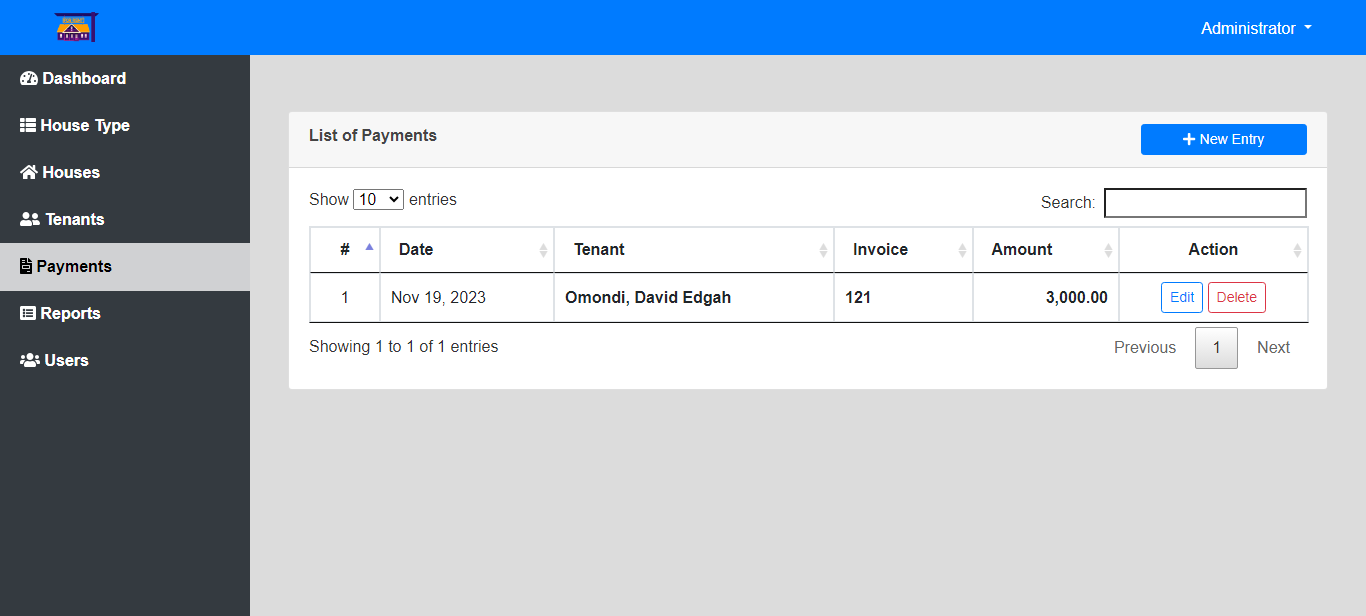 Administrator
Dashboard
House Type
Houses
Tenants
Payments
Reports
Users
List of Payments
New Entry
Show 10 entries
Search:
# Date Tenant Invoice Amount Action
1 Nov 19, 2023 Omondi, David Edgah 121 3,000.00 Edit Delete
Showing 1 to 1 of 1 entries
Previous 1 Next